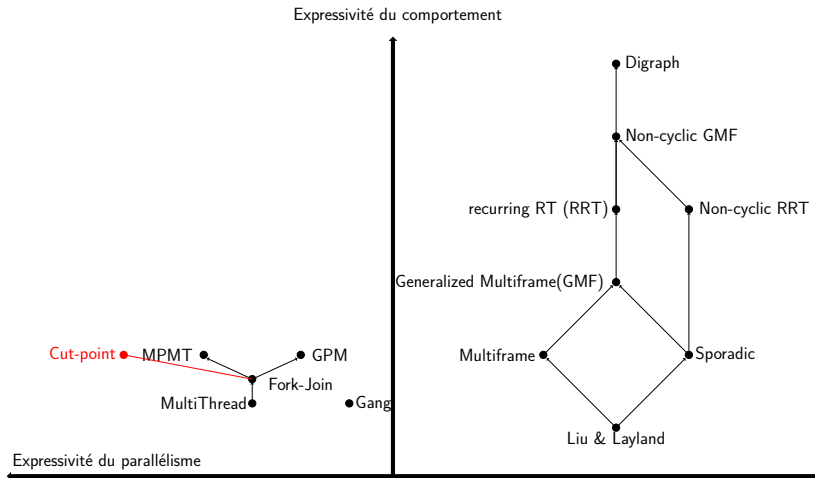 Expressivité du comportement
Digraph
Non-cyclic GMF
recurring RT (RRT)
Non-cyclic RRT
Generalized Multiframe(GMF)
Cut-point
MPMT
GPM
Multiframe
Sporadic
Fork-Join
MultiThread
Gang
Liu & Layland
Expressivité du parallélisme